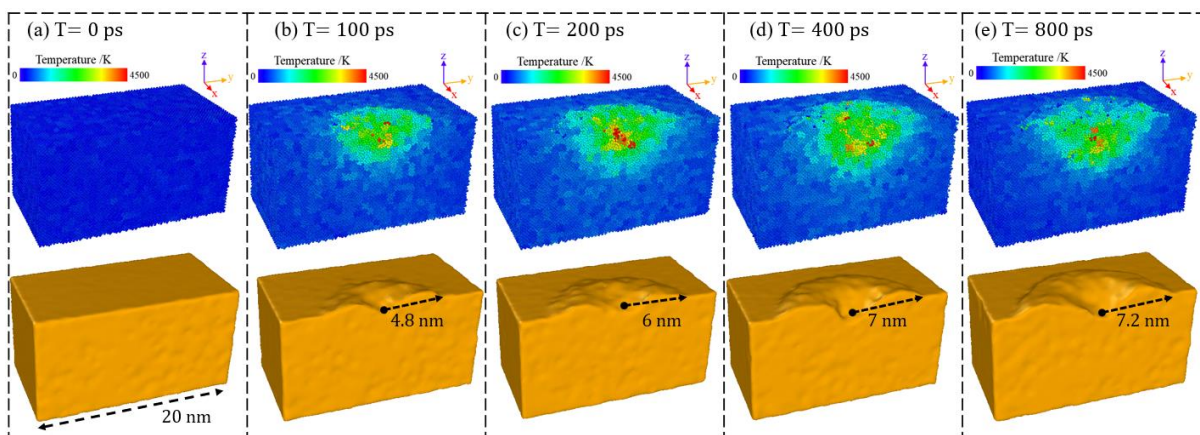 (a) T= 0 ps
Temperature /K
0 4500
z
y
x
(b) T= 100 ps
Temperature /K
0 4500
z
y
x
(c) T= 200 ps
Temperature /K
0 4500
z
y
x
(d) T= 400 ps
Temperature /K
0 4500
z
y
x
(e) T= 800 ps
Temperature /K
0 4500
z
y
x
20 nm
4.8 nm
6 nm
7 nm
7.2 nm